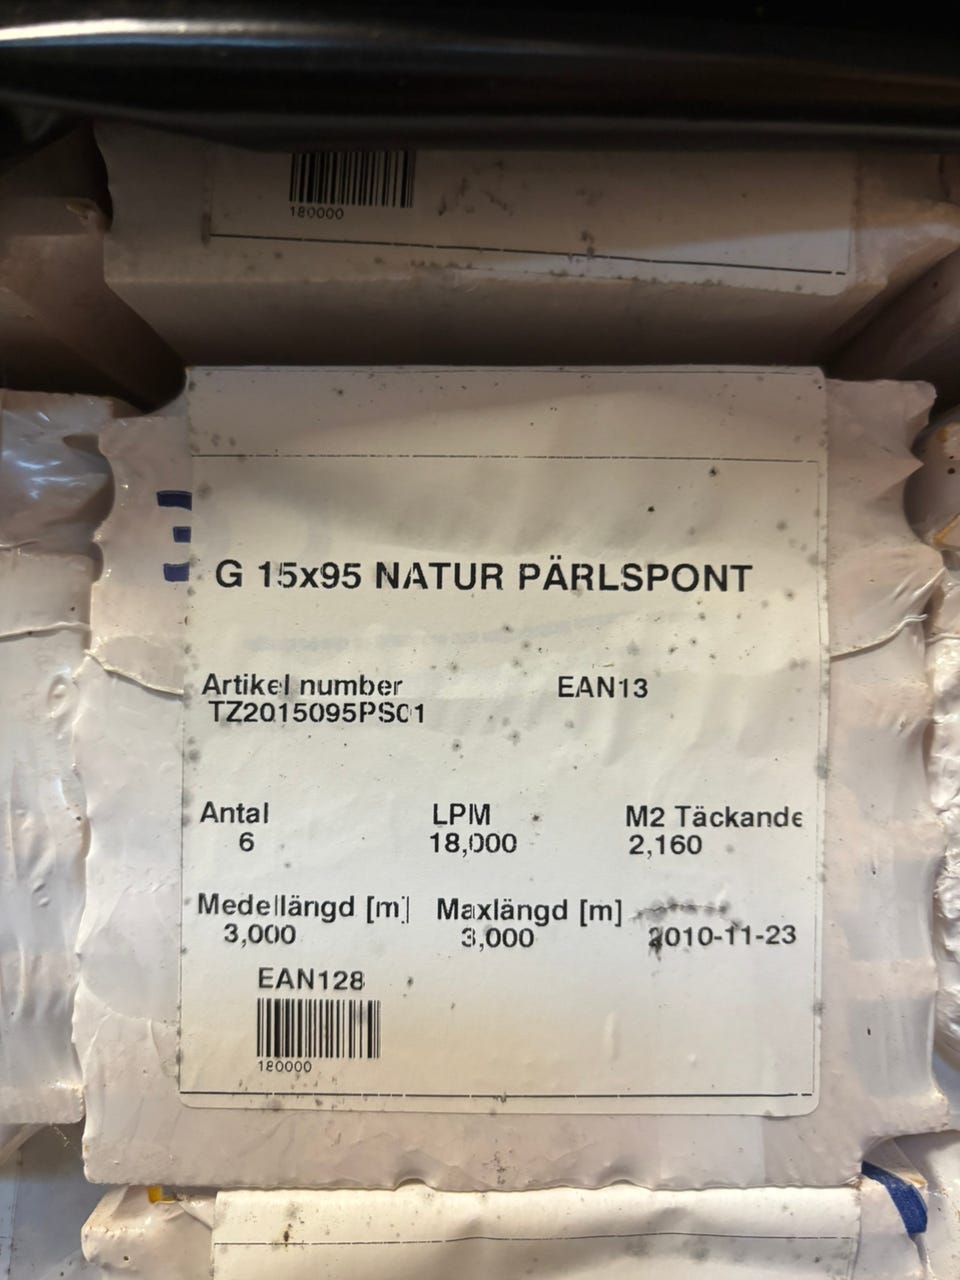 180000
G 15x95 NATUR PÄRLSPONT
Artikel number EAN13
TZ2015095PS01
Antal LPM M2 Täckande
6 18,000 2,160
Medellängd [m] Maxlängd [m]
3,000 3,000 2010-11-23
EAN128
180000